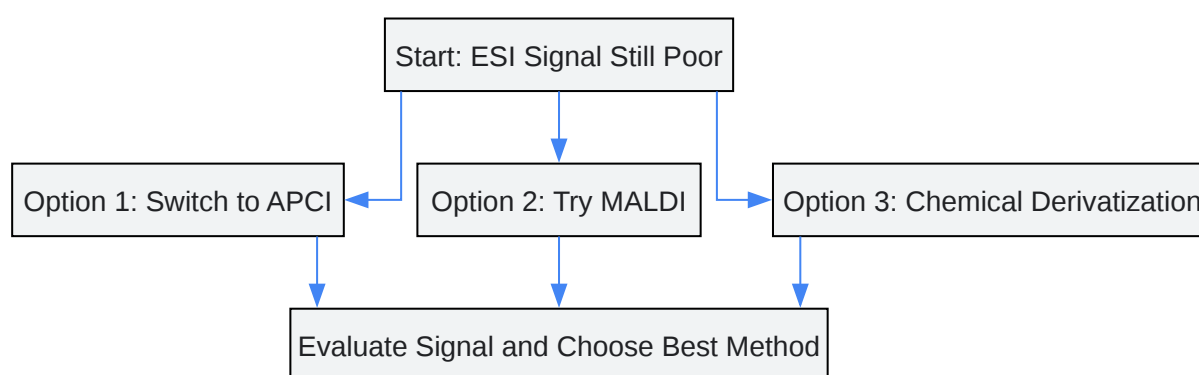 Start: ESI Signal Still Poor
Option 1: Switch to APCI
Option 2: Try MALDI
Option 3: Chemical Derivatization
Evaluate Signal and Choose Best Method